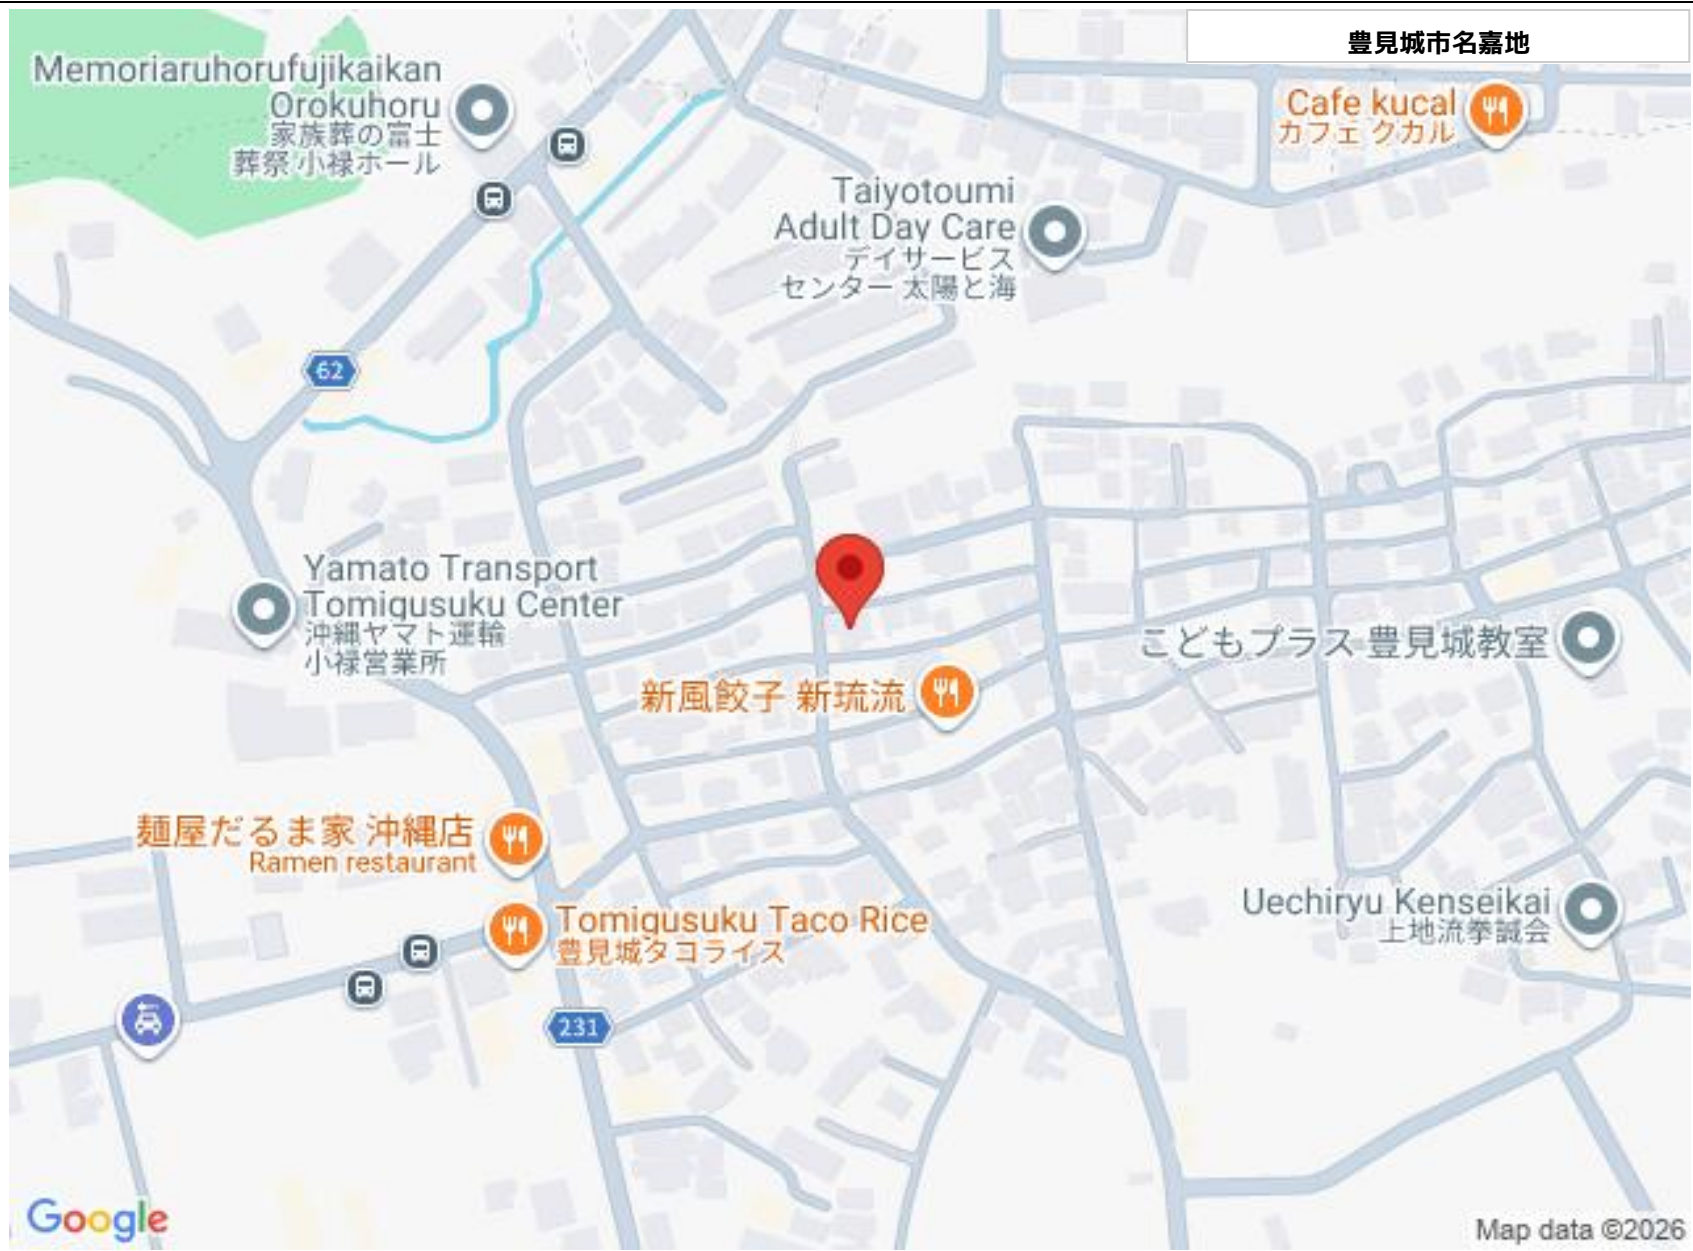 豊見城市名嘉地
Memoriaruhorufujikaikan
Orokuhoru
家族葬の富士
葬祭 小禄ホール
Cafe kucal
カフェ クカル
Taiyotoumi
Adult Day Care
デイサービス
センター 太陽と海
62
Yamato Transport
Tomigusuku Center
沖縄ヤマト運輸
小禄営業所
こどもプラス 豊見城教室
新風餃子 新琉流
麺屋だるま家 沖縄店
Ramen restaurant
Tomigusuku Taco Rice
豊見城タコライス
Uechiryu Kenseikai
上地流拳誠会
231
Google
Map data ©2026